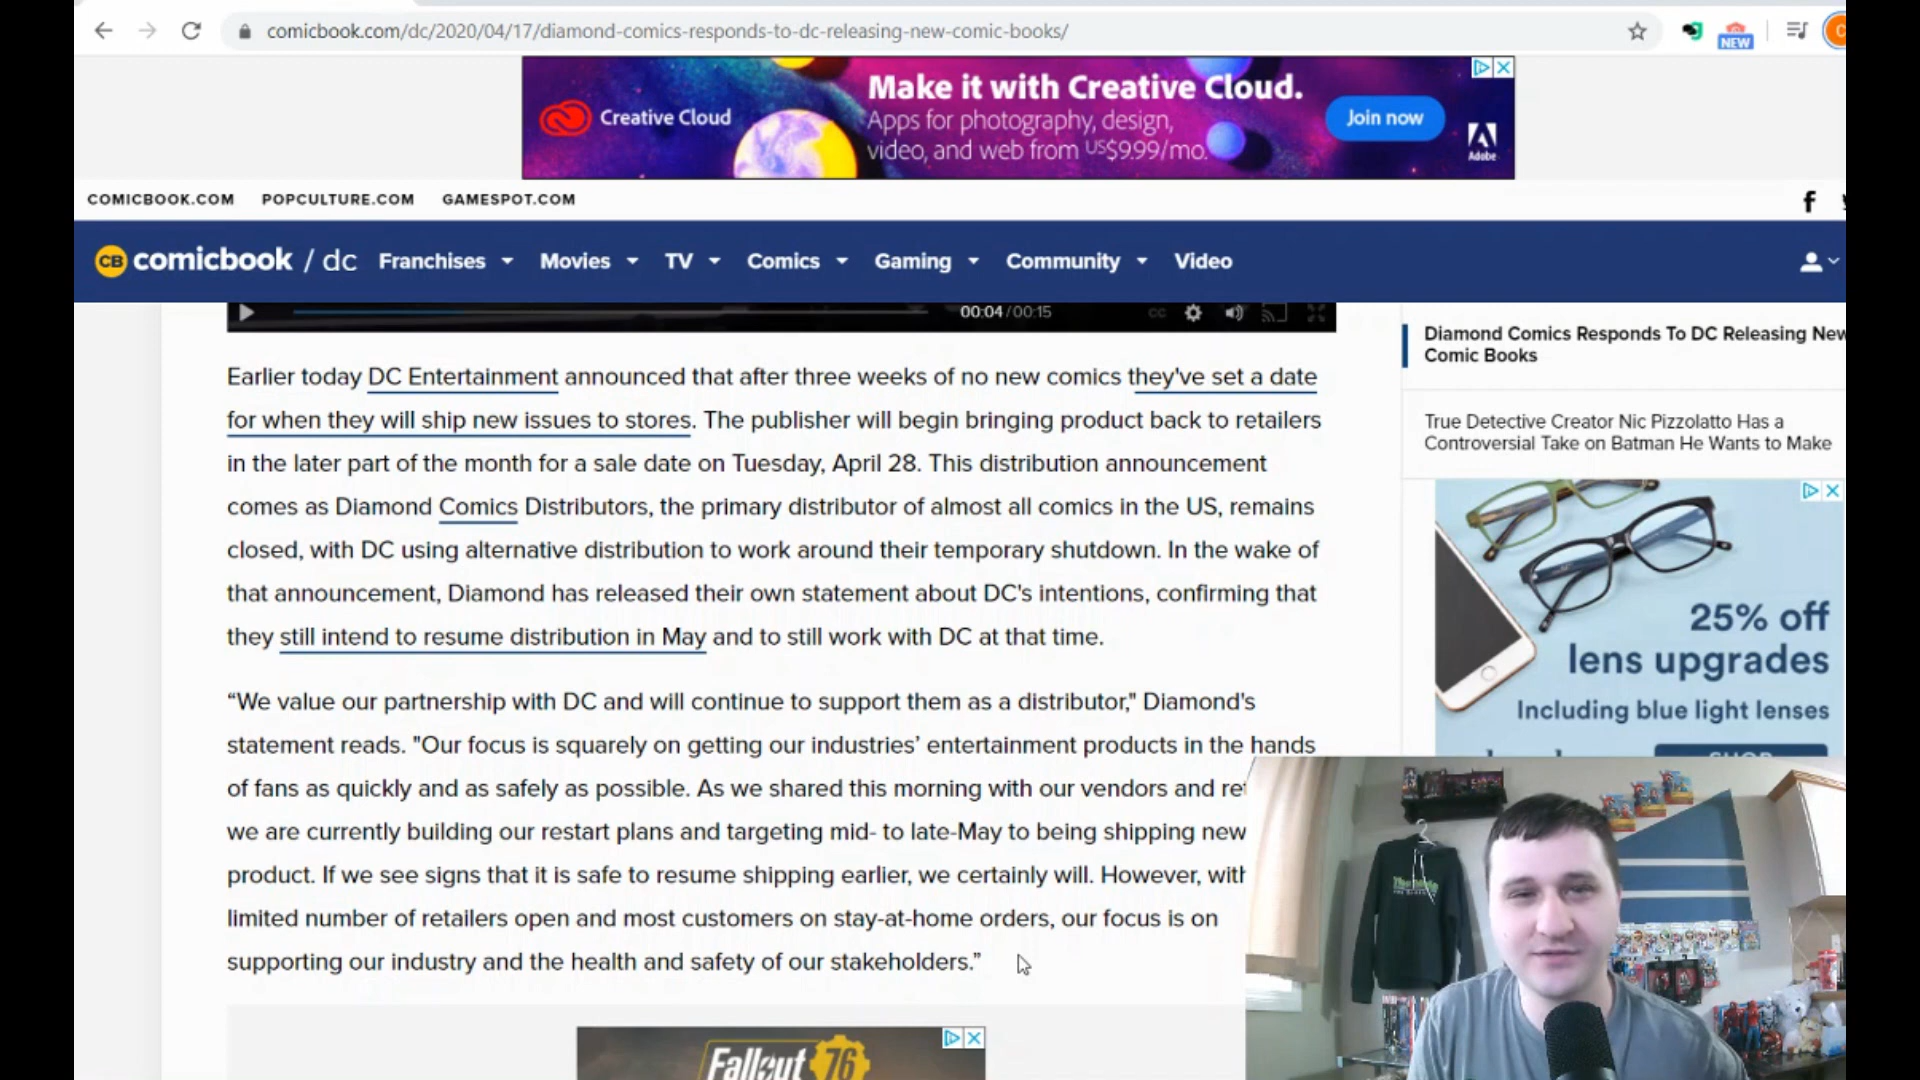 comicbook.com/dc/2020/04/17/diamond-comics-responds-to-dc-releasing-new-comic-books/
NEW
C
Creative Cloud
Make it with Creative Cloud.
Apps for photography, design,
video, and web from US$9.99/mo.
Join now
Adobe
COMICBOOK.COM POPCULTURE.COM GAMESPOT.COM
f
CB comicbook / dc Franchises Movies TV Comics Gaming Community Video
00:04/00:15
CC
Earlier today DC Entertainment announced that after three weeks of no new comics they've set a date
for when they will ship new issues to stores. The publisher will begin bringing product back to retailers
in the later part of the month for a sale date on Tuesday, April 28. This distribution announcement
comes as Diamond Comics Distributors, the primary distributor of almost all comics in the US, remains
closed, with DC using alternative distribution to work around their temporary shutdown. In the wake of
that announcement, Diamond has released their own statement about DC's intentions, confirming that
they still intend to resume distribution in May and to still work with DC at that time.
“We value our partnership with DC and will continue to support them as a distributor," Diamond's
statement reads. "Our focus is squarely on getting our industries’ entertainment products in the hands
of fans as quickly and as safely as possible. As we shared this morning with our vendors and re
we are currently building our restart plans and targeting mid- to late-May to being shipping new
product. If we see signs that it is safe to resume shipping earlier, we certainly will. However, with
limited number of retailers open and most customers on stay-at-home orders, our focus is on
supporting our industry and the health and safety of our stakeholders.”
Diamond Comics Responds To DC Releasing New
Comic Books
True Detective Creator Nic Pizzolatto Has a
Controversial Take on Batman He Wants to Make
25% off
lens upgrades
Including blue light lenses
SHOP
Fallout 76